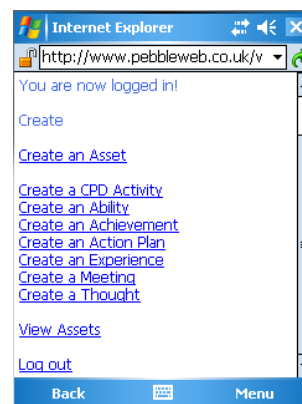 Internet Explorer
http://www.pebbleweb.co.uk/v
You are now logged in!
Create
Create an Asset
Create a CPD Activity
Create an Ability
Create an Achievement
Create an Action Plan
Create an Experience
Create a Meeting
Create a Thought
View Assets
Log out
Back Menu